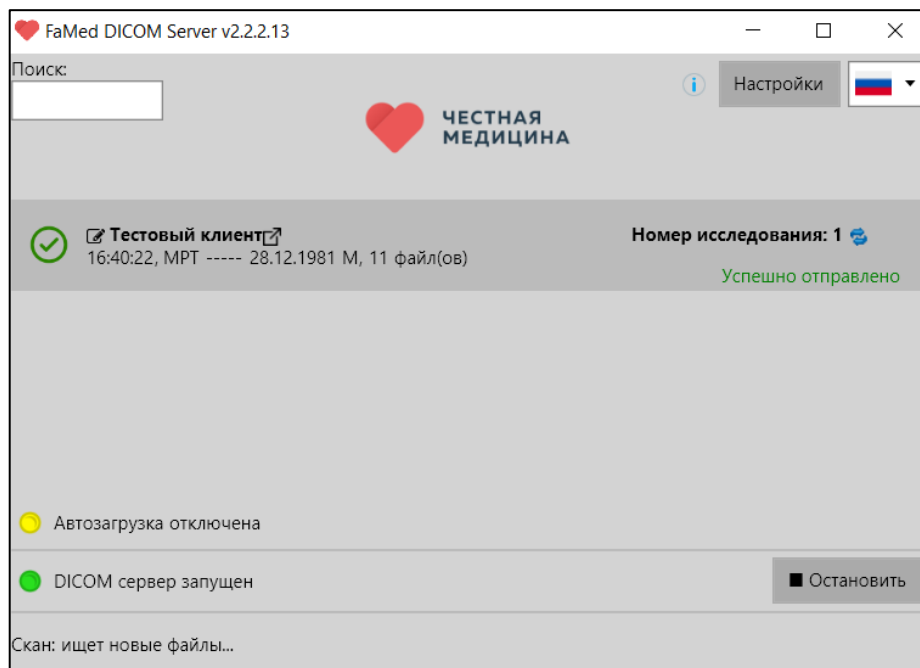 FaMed DICOM Server v2.2.2.13
Поиск:
Настройки
ЧЕСТНАЯ
МЕДИЦИНА
Тестовый клиент
Номер исследования: 1
16:40:22, МРТ ----- 28.12.1981 М, 11 файл(ов)
Успешно отправлено
Автозагрузка отключена
DICOM сервер запущен
Остановить
Скан: ищет новые файлы...